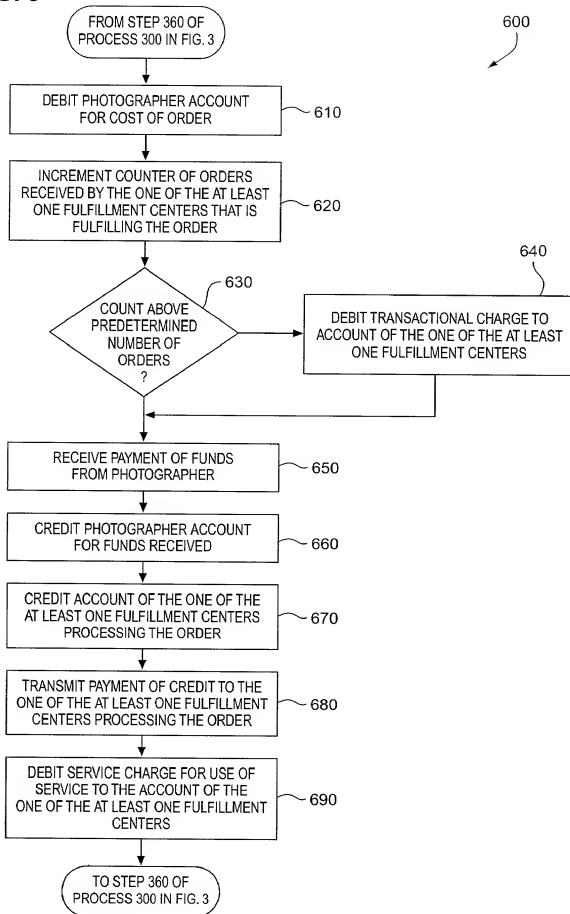 FROM STEP 360 OF
PROCESS 300 IN FIG. 3
600
DEBIT PHOTOGRAPHER ACCOUNT
FOR COST OF ORDER
610
INCREMENT COUNTER OF ORDERS
RECEIVED BY THE ONE OF THE AT LEAST
ONE FULFILLMENT CENTERS THAT IS
FULFILLING THE ORDER
620
630
COUNT ABOVE
PREDETERMINED
NUMBER OF
ORDERS
?
640
DEBIT TRANSACTIONAL CHARGE TO
ACCOUNT OF THE ONE OF THE AT LEAST
ONE FULFILLMENT CENTERS
RECEIVE PAYMENT OF FUNDS
FROM PHOTOGRAPHER
650
CREDIT PHOTOGRAPHER ACCOUNT
FOR FUNDS RECEIVED
660
CREDIT ACCOUNT OF THE ONE OF THE
AT LEAST ONE FULFILLMENT CENTERS
PROCESSING THE ORDER
670
TRANSMIT PAYMENT OF CREDIT TO THE
ONE OF THE AT LEAST ONE FULFILLMENT
CENTERS PROCESSING THE ORDER
680
DEBIT SERVICE CHARGE FOR USE OF
SERVICE TO THE ACCOUNT OF THE
ONE OF THE AT LEAST ONE FULFILLMENT
CENTERS
690
TO STEP 360 OF
PROCESS 300 IN FIG. 3